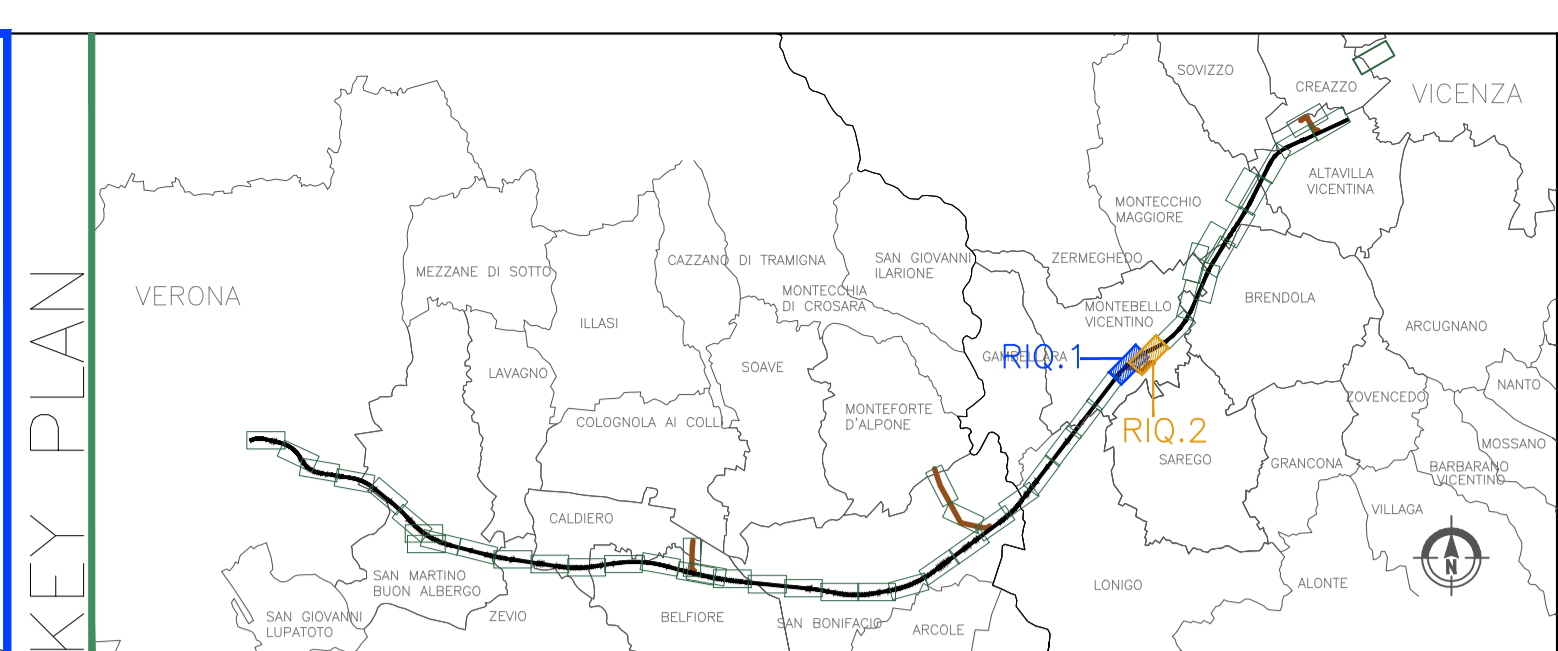 KEY PLAN
SOVIZZO
CREAZZO
VICENZA
ALTAVILLA
VICENTINA
MONTECCHIO
MAGGIORE
MEZZANE DI SOTTO
CAZZANO DI TRAMIGNA
SAN GIOVANNI
ILARIONE
ZERMEGHEDO
VERONA
MONTECCHIA
DI CROSARA
MONTEBELLO
VICENTINO
BRENDOLA
ILLASI
ARCUGNANO
GAMBELLARA
RIQ.1
LAVAGNO
SOAVE
NANTO
ZOVENCEDO
COLOGNOLA AI COLLI
MONTEFORTE
D'ALPONE
RIQ.2
SAREGO
GRANCONA
MOSSANO
BARBARANO
VICENTINO
VILLAGA
CALDIERO
N
SAN MARTINO
BUON ALBERGO
LONIGO
ALONTE
SAN GIOVANNI
LUPATOTO
ZEVIO
BELFIORE
SAN BONIFACIO
ARCOLE